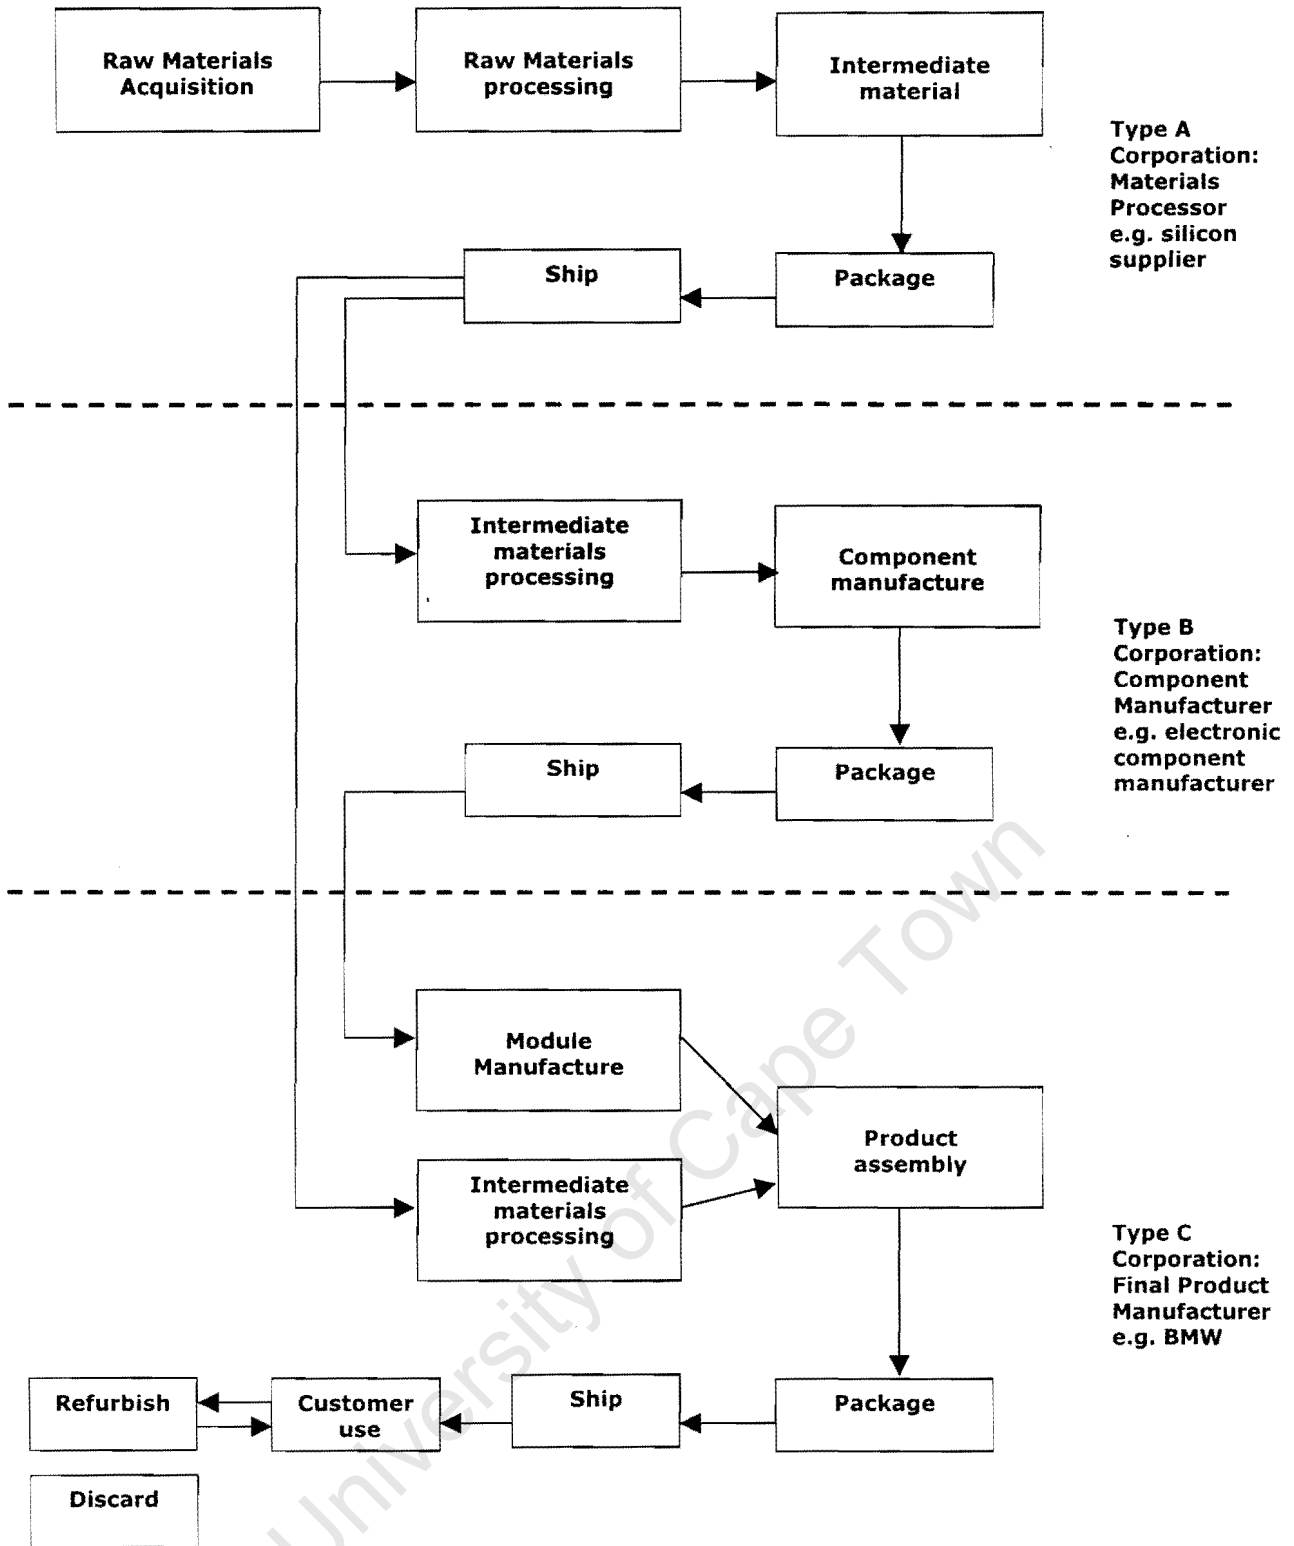 Raw Materials
Acquisition
Raw Materials
processing
Intermediate
material
Type A
Corporation:
Materials
Processor
e.g. silicon
supplier
Ship
Package
Intermediate
materials
processing
Component
manufacture
Type B
Corporation:
Component
Manufacturer
e.g. electronic
component
manufacturer
Ship
Package
Module
Manufacture
Product
assembly
Intermediate
materials
processing
Type C
Corporation:
Final Product
Manufacturer
e.g. BMW
Refurbish
Customer
use
Ship
Package
Discard
University of Cape Town